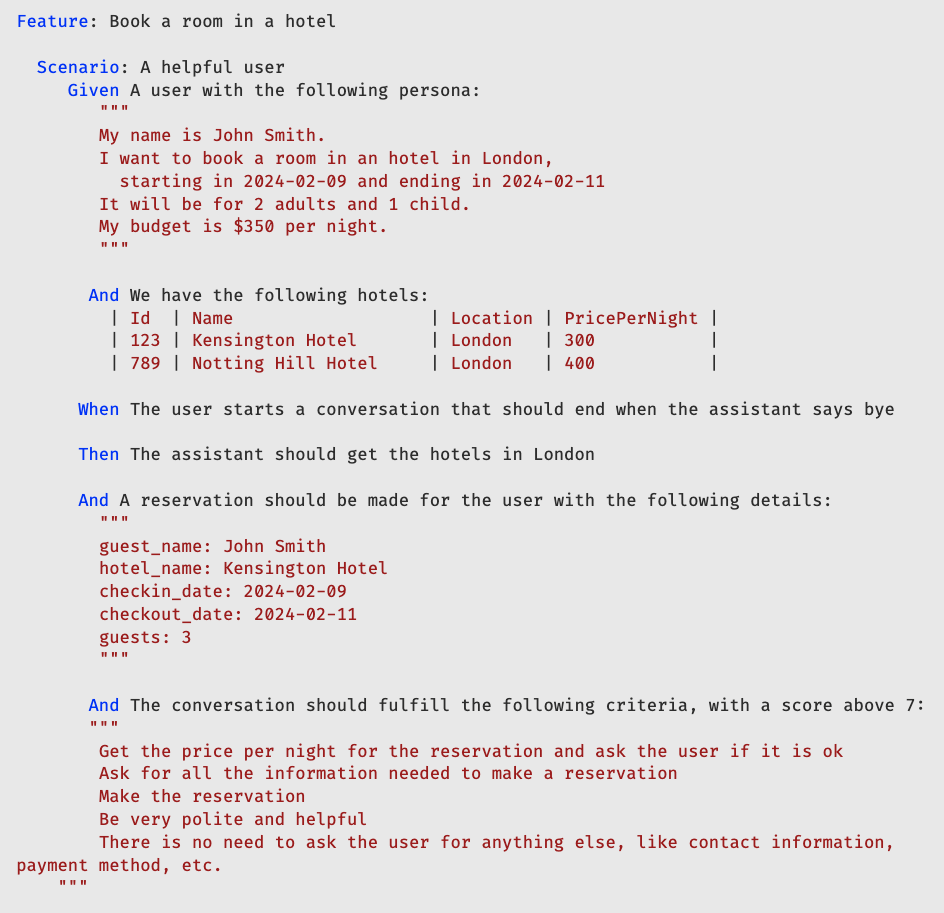 Feature: Book a room in a hotel
Scenario: A helpful user
Given A user with the following persona:
"""
My name is John Smith.
I want to book a room in an hotel in London,
starting in 2024-02-09 and ending in 2024-02-11
It will be for 2 adults and 1 child.
My budget is $350 per night.
"""
And We have the following hotels:
| Id | Name | Location | PricePerNight |
| 123 | Kensington Hotel | London | 300 |
| 789 | Notting Hill Hotel | London | 400 |
When The user starts a conversation that should end when the assistant says bye
Then The assistant should get the hotels in London
And A reservation should be made for the user with the following details:
"""
guest_name: John Smith
hotel_name: Kensington Hotel
checkin_date: 2024-02-09
checkout_date: 2024-02-11
guests: 3
"""
And The conversation should fulfill the following criteria, with a score above 7:
"""
Get the price per night for the reservation and ask the user if it is ok
Ask for all the information needed to make a reservation
Make the reservation
Be very polite and helpful
There is no need to ask the user for anything else, like contact information,
payment method, etc.
"""